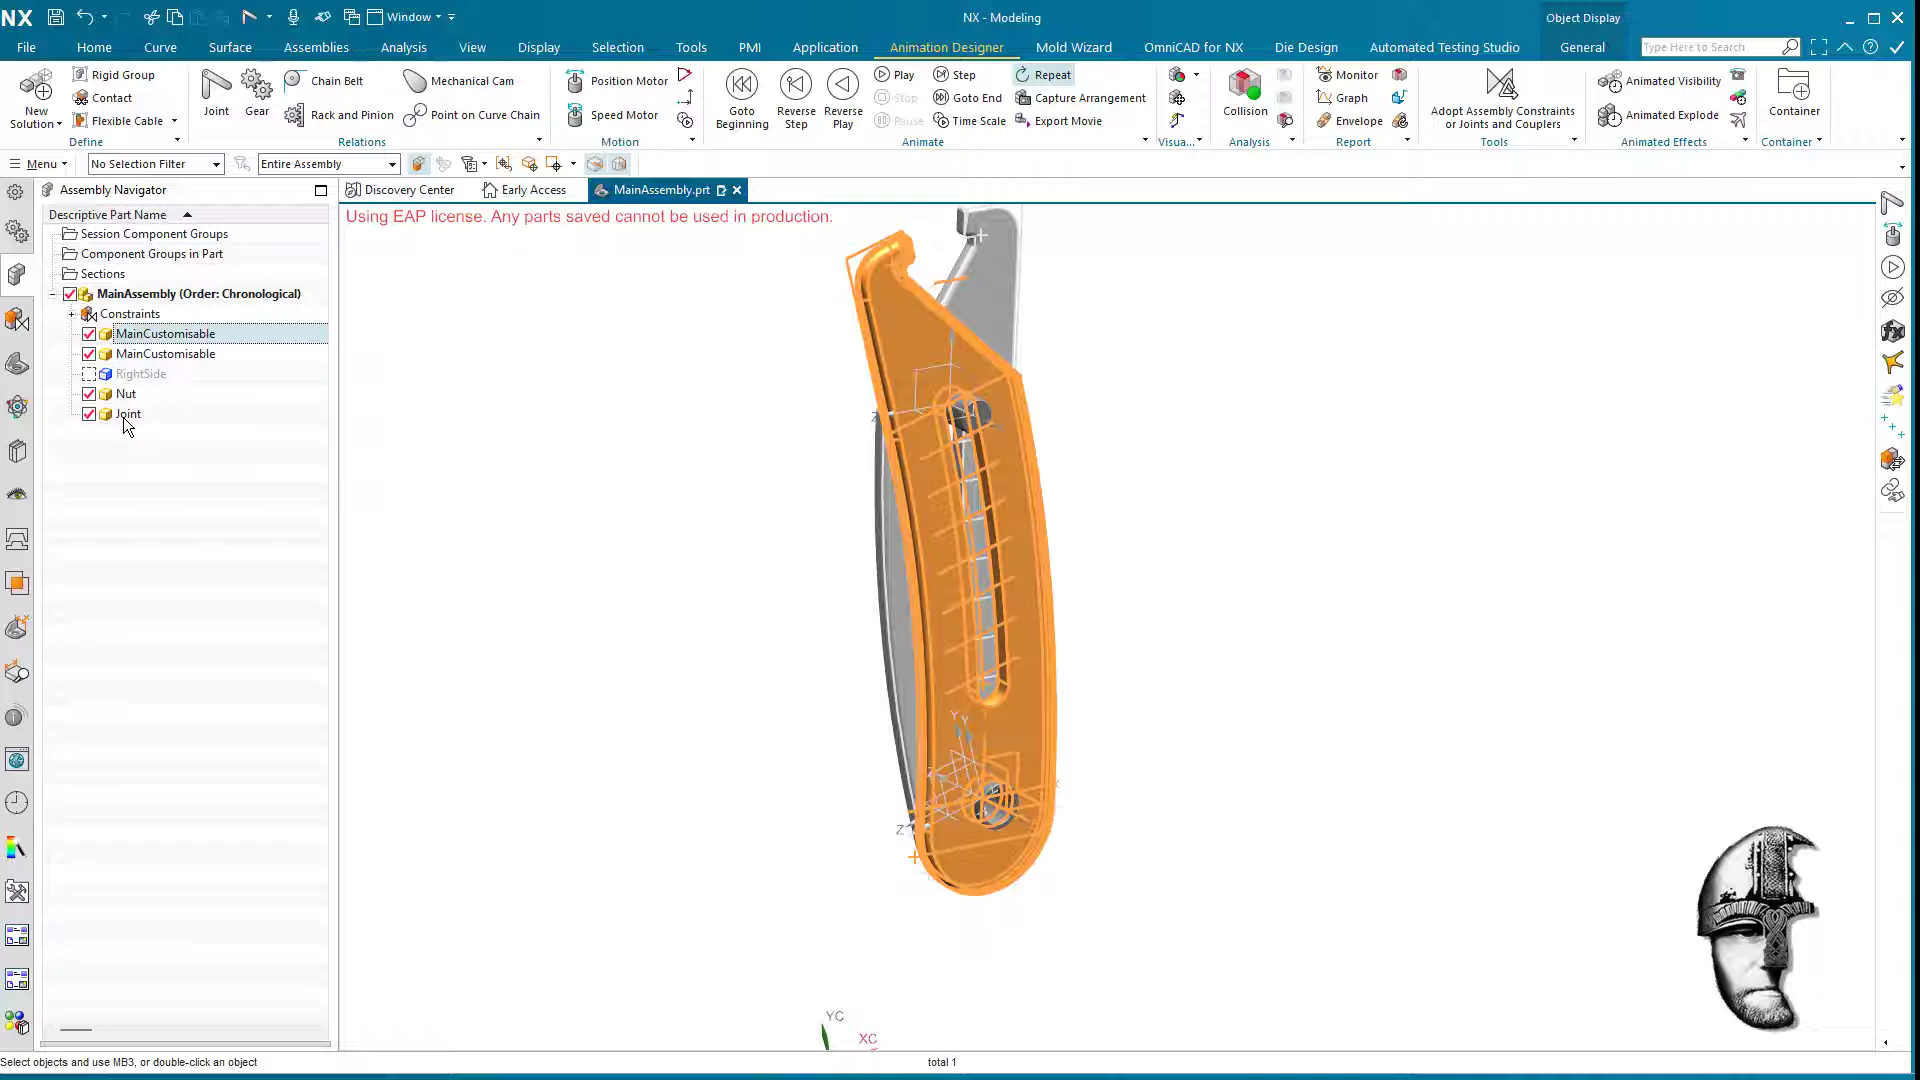 NX
Window
NX - Modeling
Object Display
File
Home
Curve
Surface
Assemblies
Analysis
View
Display
Selection
Tools
PMI
Application
Animation Designer
Mold Wizard
OmniCAD for NX
Die Design
Automated Testing Studio
General
Type Here to Search
New
Solution
Rigid Group
Contact
Flexible Cable
Define
Joint
Gear
Chain Belt
Rack and Pinion
Mechanical Cam
Point on Curve Chain
Relations
Position Motor
Speed Motor
Motion
Goto
Beginning
Reverse
Step
Reverse
Play
Play
Stop
Pause
Step
Goto End
Time Scale
Repeat
Capture Arrangement
Export Movie
Animate
Visua...
Collision
Analysis
Monitor
Graph
Envelope
Report
Adopt Assembly Constraints
or Joints and Couplers
Tools
Animated Visibility
Animated Explode
Animated Effects
Container
Container
Menu
No Selection Filter
Entire Assembly
Assembly Navigator
Discovery Center
Early Access
MainAssembly.prt
Descriptive Part Name
Using EAP license. Any parts saved cannot be used in production.
Session Component Groups
Component Groups in Part
Sections
MainAssembly (Order: Chronological)
Constraints
MainCustomisable
MainCustomisable
RightSide
Nut
Joint
Y
Y
Z
YC
XC
Select objects and use MB3, or double-click an object
total 1